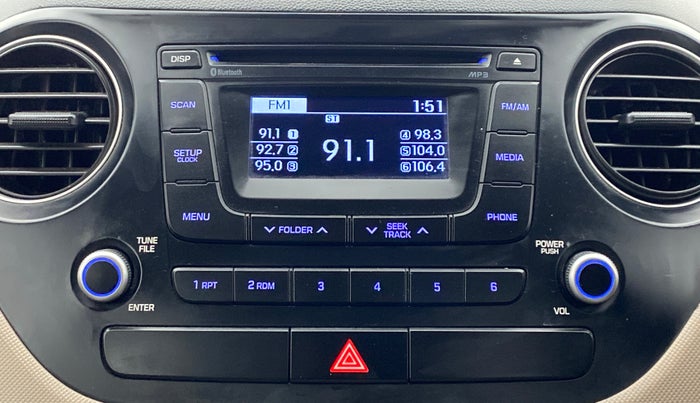 DISP
Bluetooth
MP3
SCAN
FM1
1:51
FM/AM
ST
91.1 1
4 98.3
SETUP
CLOCK
92.7 2
91.1
5 104.0
MEDIA
95.0 3
6 106.4
MENU
FOLDER
SEEK
TRACK
PHONE
TUNE
FILE
POWER
PUSH
1 RPT
2 RDM
3
4
5
6
ENTER
VOL